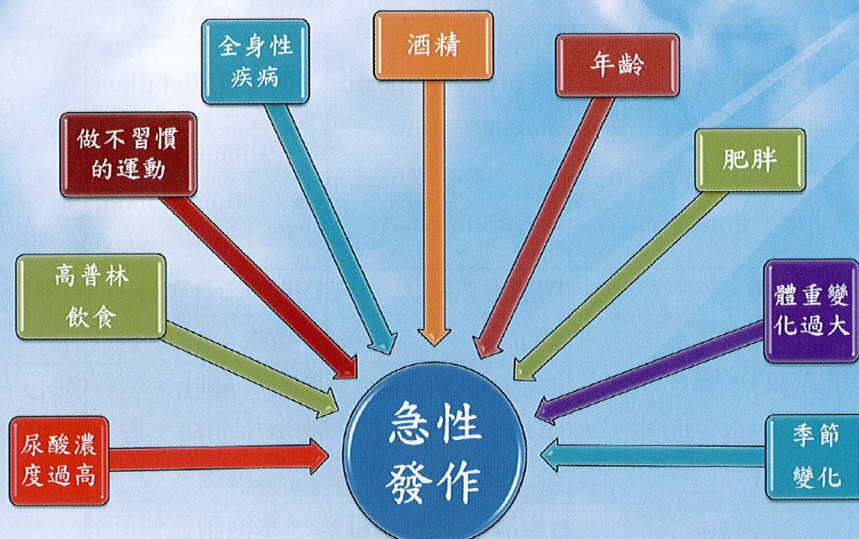 全身性
疾病
酒精
年齡
做不習慣
的運動
肥胖
高普林
飲食
體重變
化過大
尿酸濃
度過高
急性
發作
季節
變化